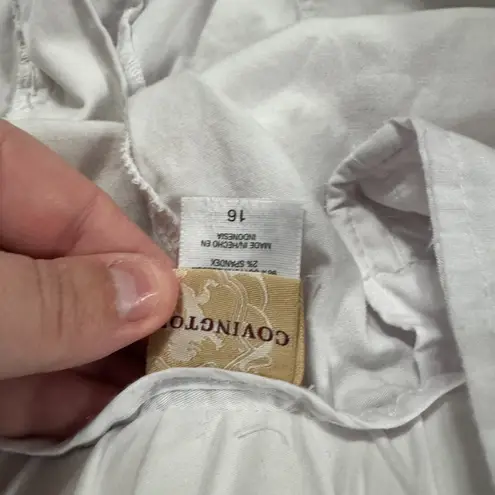 COVINGTO
2% SPANDEX
MADE IN/HECHO EN
INDONESIA
16